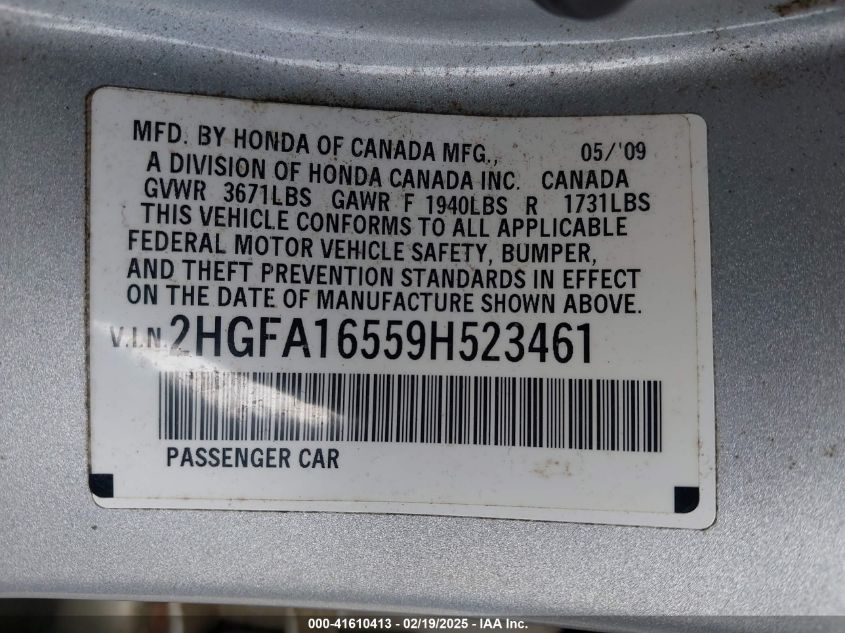 MFD. BY HONDA OF CANADA MFG., 05/'09
A DIVISION OF HONDA CANADA INC. CANADA
GVWR 3671LBS GAWR F 1940LBS R 1731LBS
THIS VEHICLE CONFORMS TO ALL APPLICABLE
FEDERAL MOTOR VEHICLE SAFETY, BUMPER,
AND THEFT PREVENTION STANDARDS IN EFFECT
ON THE DATE OF MANUFACTURE SHOWN ABOVE.
V.I.N. 2HGFA16559H523461
PASSENGER CAR
000-41610413 - 02/19/2025 - IAA Inc.